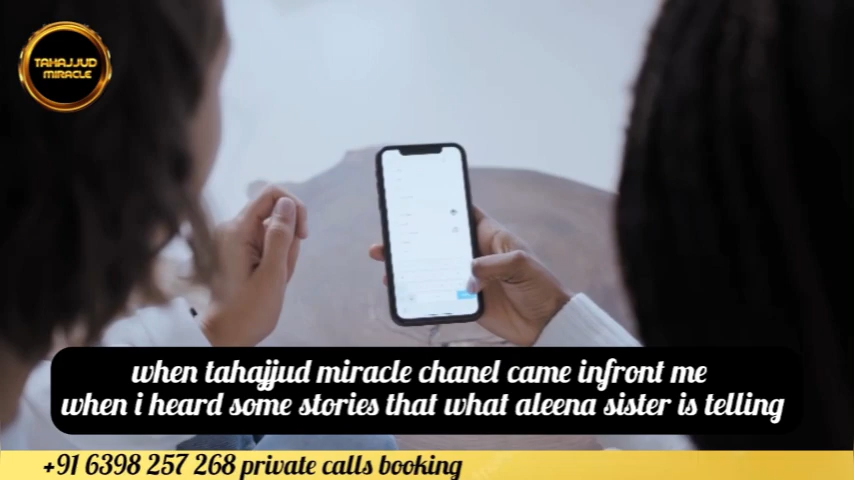 TAHAJJUD
MIRACLE
when tahajjud miracle chanel came infront me
when i heard some stories that what aleena sister is telling
+91 6398 257 268 private calls booking